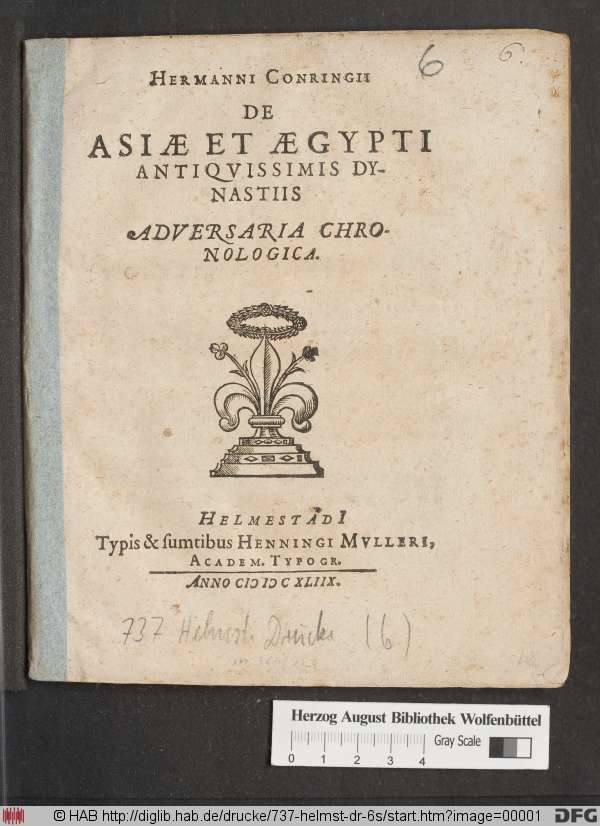 6
6.
HERMANNI CONRINGII
DE
ASIÆ ET ÆGYPTI
ANTIQVISSIMIS DY-
NASTIIS
ADVERSARIA CHRO-
NOLOGICA.
HELMESTADI
Typis & sumtibus HENNINGI MVLLERI,
ACADEM. TYPOGR.
ANNO CIↃ IↃ C XLIIX.
737 Helmst. Drucke (6)
Herzog August Bibliothek Wolfenbüttel
0 1 2 3 4 Gray Scale
© HAB http://diglib.hab.de/drucke/737-helmst-dr-6s/start.htm?image=00001 DFG